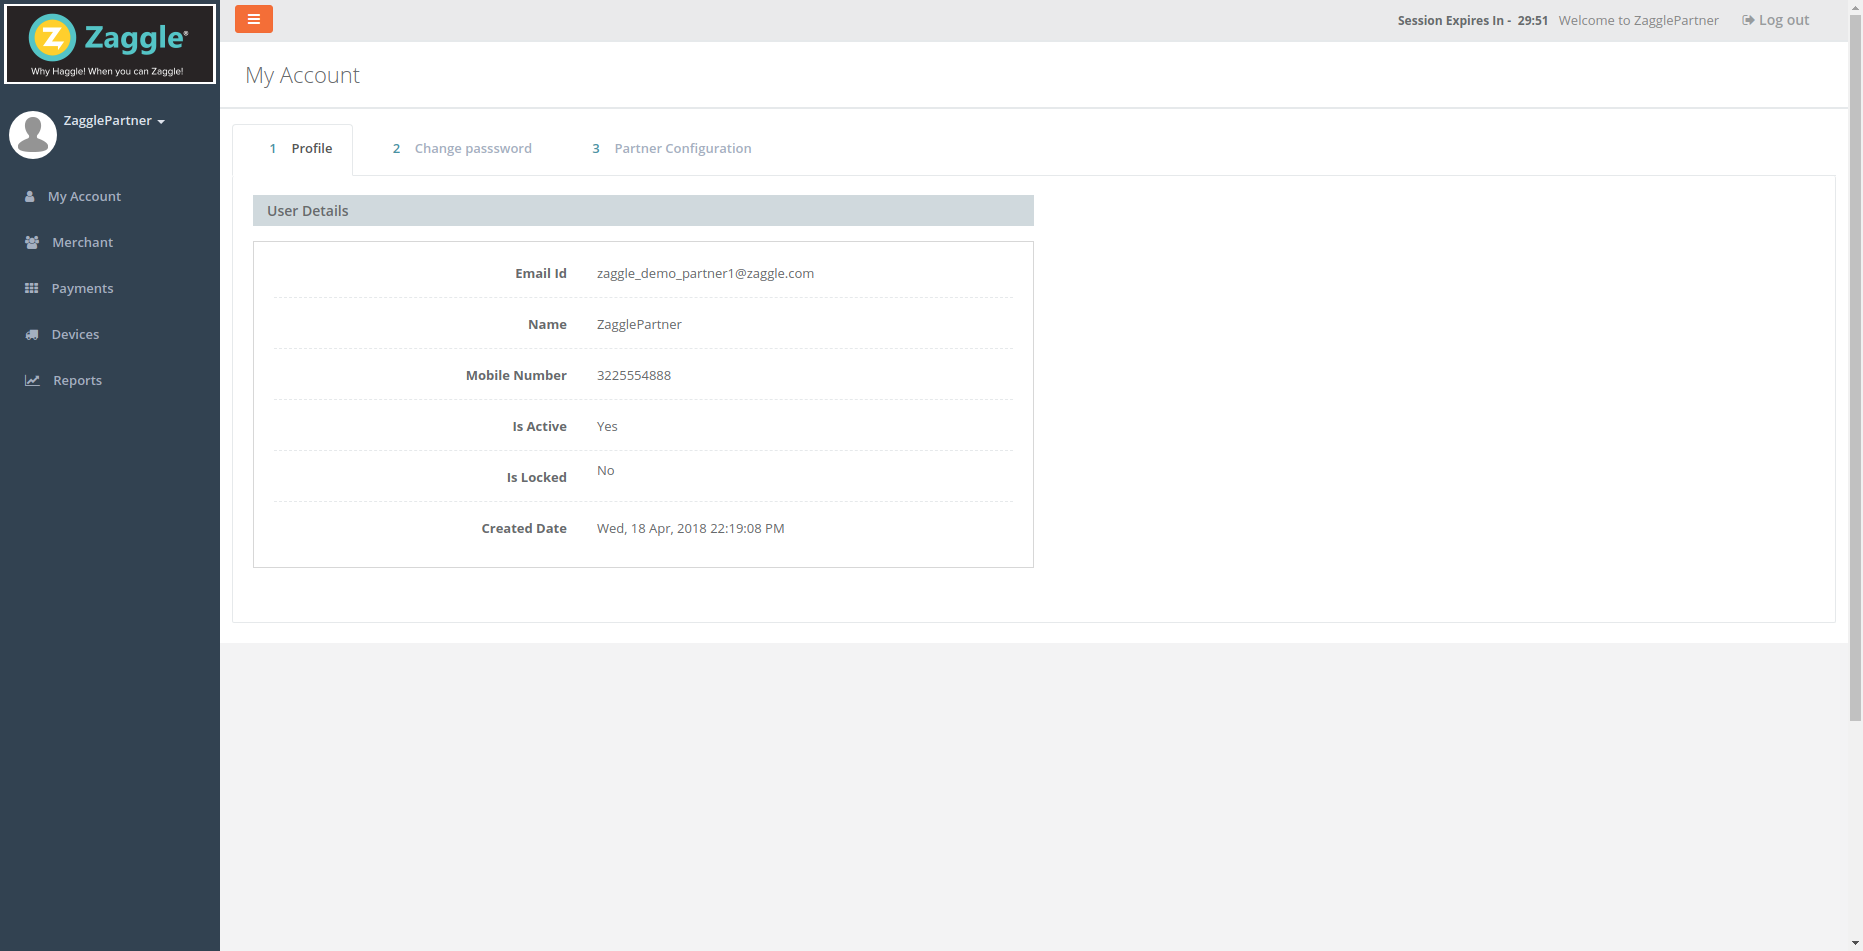 Zaggle®
Why Haggle! When you can Zaggle!
Session Expires In - 29:51 Welcome to ZagglePartner Log out
My Account
ZagglePartner
My Account
Merchant
Payments
Devices
Reports
1 Profile 2 Change passsword 3 Partner Configuration
User Details
Email Id zaggle_demo_partner1@zaggle.com
Name ZagglePartner
Mobile Number 3225554888
Is Active Yes
Is Locked No
Created Date Wed, 18 Apr, 2018 22:19:08 PM